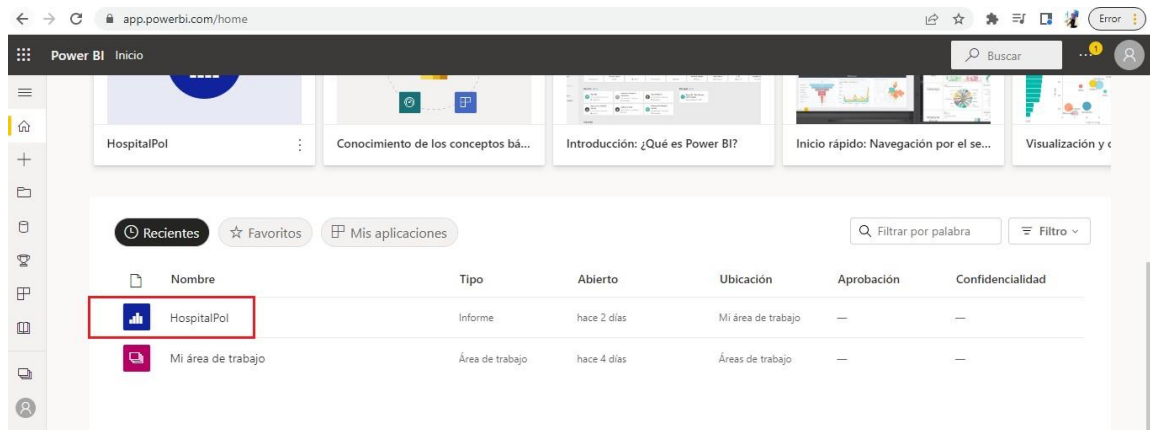 app.powerbi.com/home
Error
Power BI Inicio
Buscar
1
HospitalPol
Conocimiento de los conceptos bá...
Introducción: ¿Qué es Power BI?
Inicio rápido: Navegación por el se...
Visualización y
Recientes
Favoritos
Mis aplicaciones
Filtrar por palabra
Filtro
Nombre Tipo Abierto Ubicación Aprobación Confidencialidad
HospitalPol Informe hace 2 días Mi área de trabajo — —
Mi área de trabajo Área de trabajo hace 4 días Áreas de trabajo — —